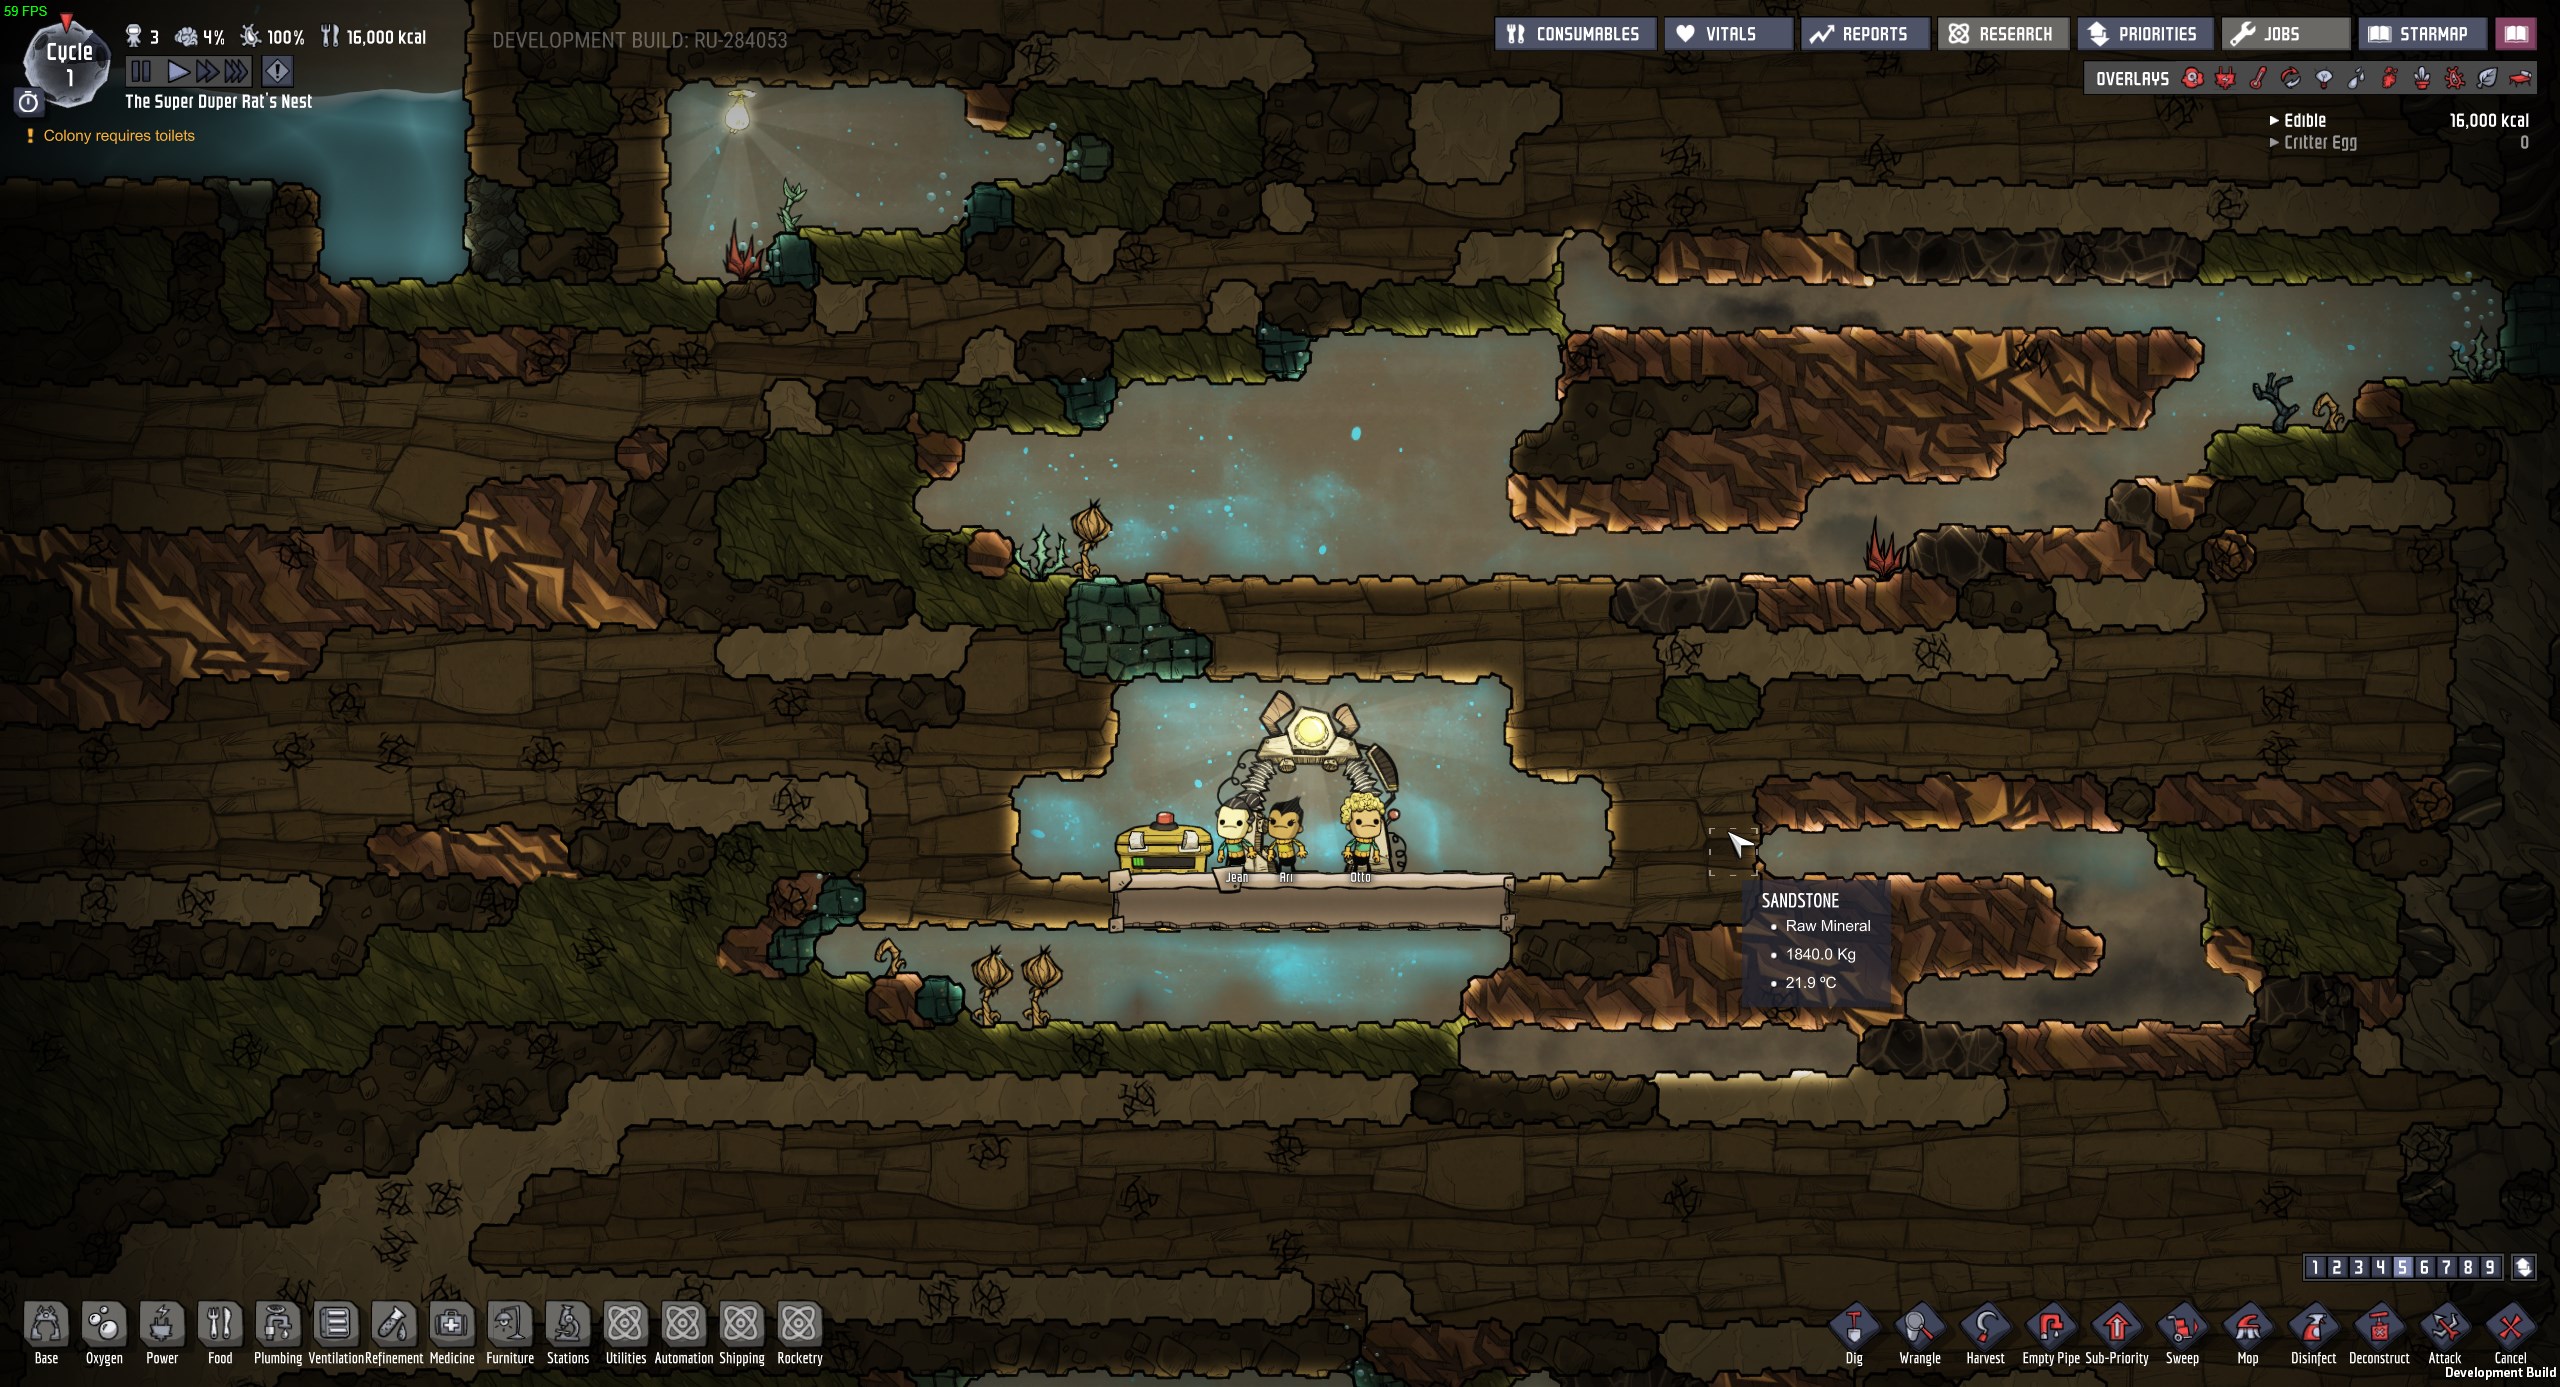 59 FPS
Cycle
1
3 4% 100% 16,000 kcal
The Super Duper Rat's Nest
! Colony requires toilets
DEVELOPMENT BUILD: RU-284053
CONSUMABLES VITALS REPORTS RESEARCH PRIORITIES JOBS STARMAP
OVERLAYS
Edible 16,000 kcal
Critter Egg 0
Jean Ari Otto
SANDSTONE
• Raw Mineral
• 1840.0 Kg
• 21.9 ºC
1 2 3 4 5 6 7 8 9
Base Oxygen Power Food Plumbing Ventilation Refinement Medicine Furniture Stations Utilities Automation Shipping Rocketry
Dig Wrangle Harvest Empty Pipe Sub-Priority Sweep Mop Disinfect Deconstruct Attack Cancel
Development Build